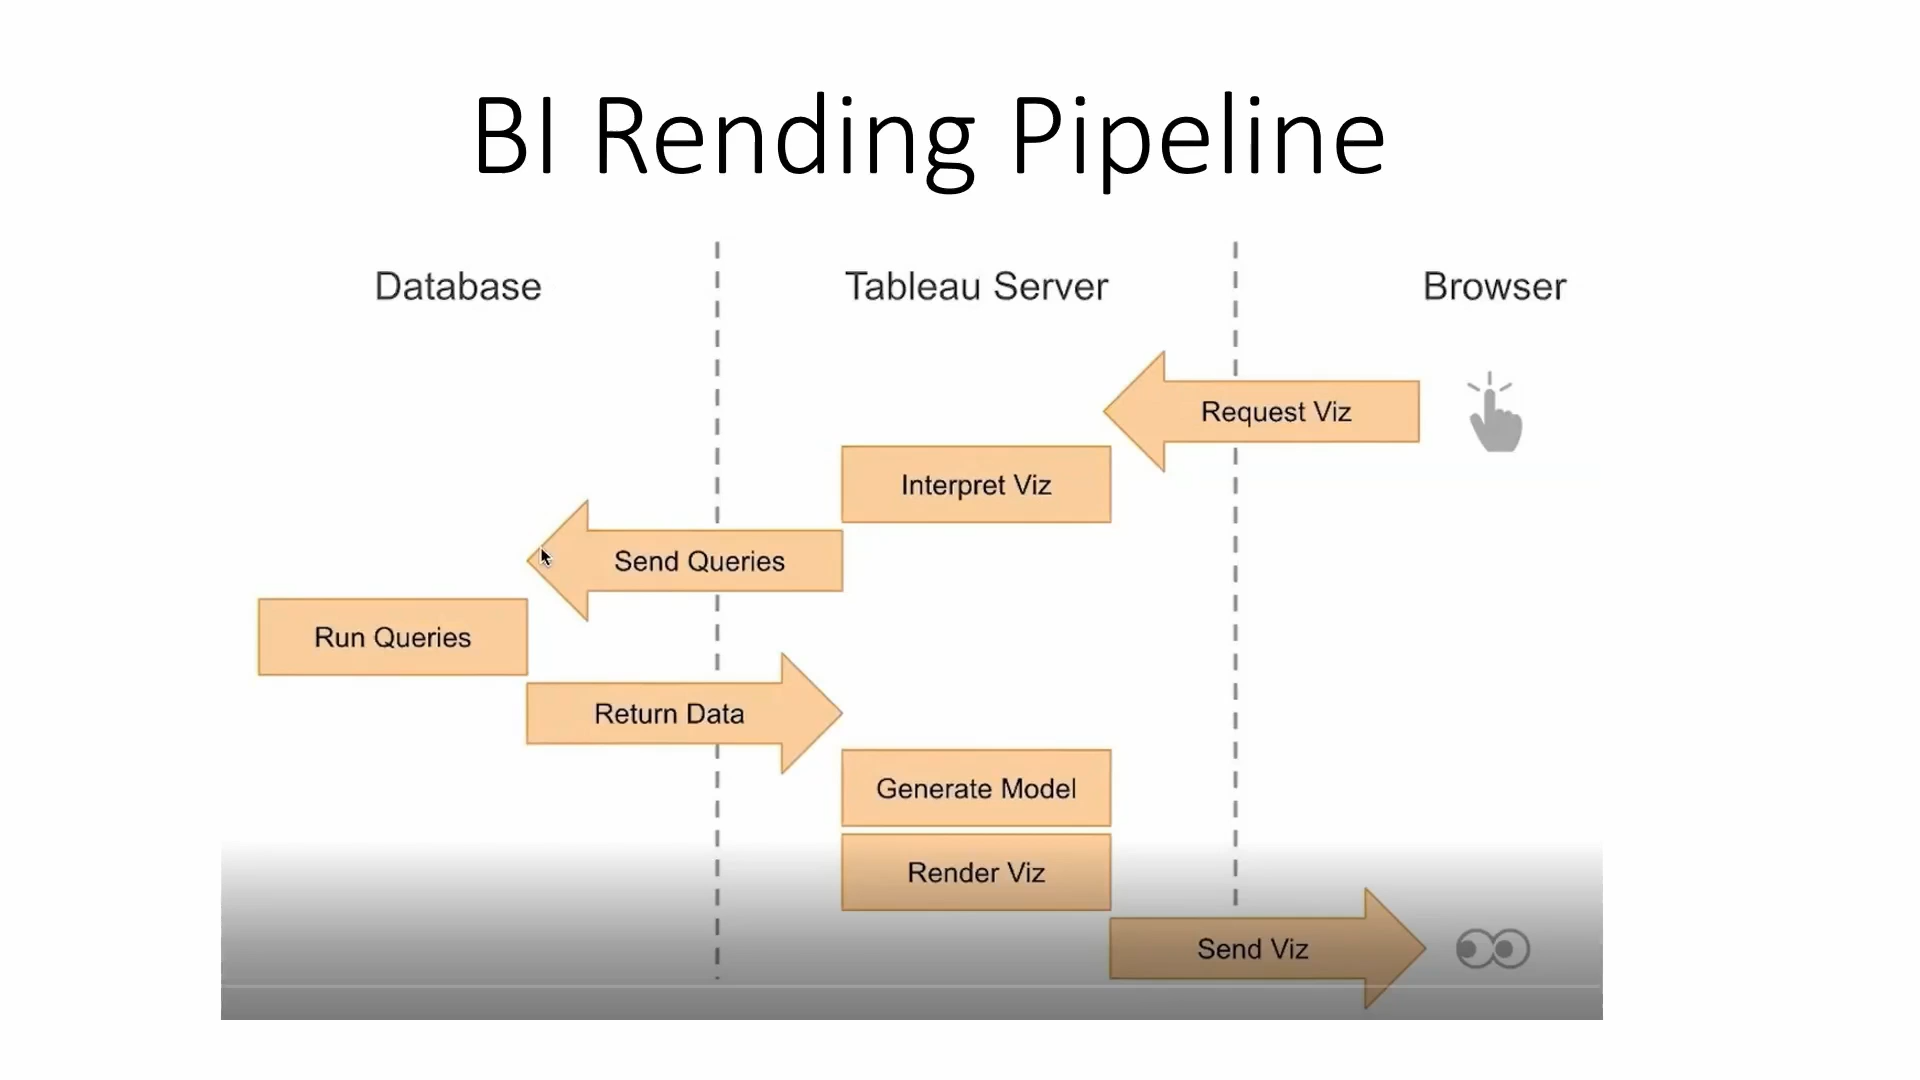 BI Rending Pipeline
Database
Tableau Server
Browser
Request Viz
Interpret Viz
Send Queries
Run Queries
Return Data
Generate Model
Render Viz
Send Viz